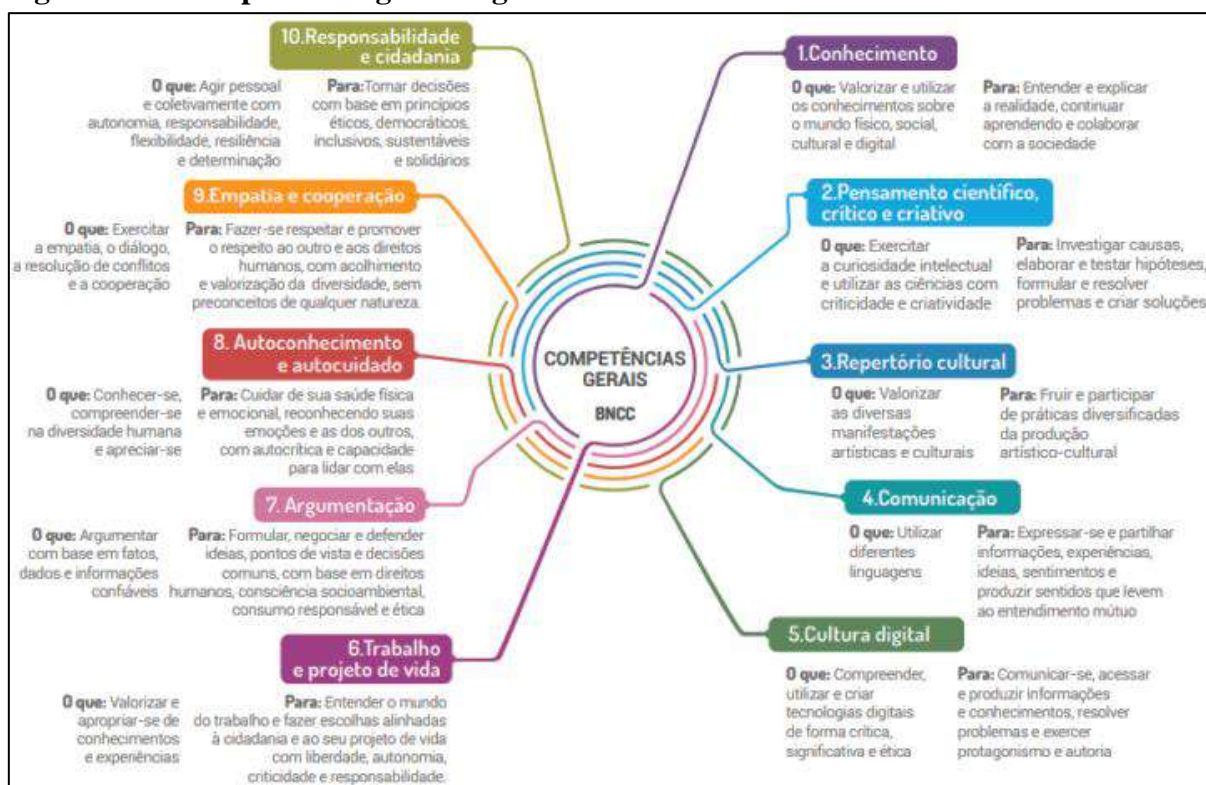 10.Responsabilidade
e cidadania
O que: Agir pessoal
e coletivamente com
autonomia, responsabilidade,
flexibilidade, resiliência
e determinação
Para:Tomar decisões
com base em princípios
éticos, democráticos,
inclusivos, sustentáveis
e solidários
1.Conhecimento
O que: Valorizar e utilizar
os conhecimentos sobre
o mundo físico, social,
cultural e digital
Para: Entender e explicar
a realidade, continuar
aprendendo e colaborar
com a sociedade
9.Empatia e cooperação
O que: Exercitar
a empatia, o diálogo,
a resolução de conflitos
e a cooperação
Para: Fazer-se respeitar e promover
o respeito ao outro e aos direitos
humanos, com acolhimento
e valorização da diversidade, sem
preconceitos de qualquer natureza.
2.Pensamento científico,
crítico e criativo
O que: Exercitar
a curiosidade intelectual
e utilizar as ciências com
criticidade e criatividade
Para: Investigar causas,
elaborar e testar hipóteses,
formular e resolver
problemas e criar soluções
COMPETÊNCIAS
GERAIS
BNCC
8. Autoconhecimento
e autocuidado
O que: Conhecer-se,
compreender-se
na diversidade humana
e apreciar-se
Para: Cuidar de sua saúde física
e emocional, reconhecendo suas
emoções e as dos outros,
com autocrítica e capacidade
para lidar com elas
3.Repertório cultural
O que: Valorizar
as diversas
manifestações
artísticas e culturais
Para: Fruir e participar
de práticas diversificadas
da produção
artístico-cultural
7. Argumentação
O que: Argumentar
com base em fatos,
dados e informações
confiáveis
Para: Formular, negociar e defender
ideias, pontos de vista e decisões
comuns, com base em direitos
humanos, consciência socioambiental,
consumo responsável e ética
4.Comunicação
O que: Utilizar
diferentes
linguagens
Para: Expressar-se e partilhar
informações, experiências,
ideias, sentimentos e
produzir sentidos que levem
ao entendimento mútuo
6.Trabalho
e projeto de vida
O que: Valorizar e
apropriar-se de
conhecimentos
e experiências
Para: Entender o mundo
do trabalho e fazer escolhas alinhadas
à cidadania e ao seu projeto de vida
com liberdade, autonomia,
criticidade e responsabilidade.
5.Cultura digital
O que: Compreender,
utilizar e criar
tecnologias digitais
de forma crítica,
significativa e ética
Para: Comunicar-se, acessar
e produzir informações
e conhecimentos, resolver
problemas e exercer
protagonismo e autoria